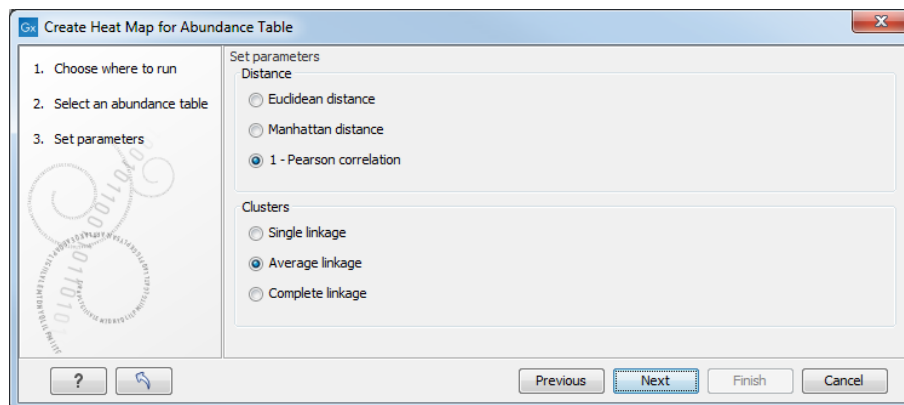 Gx Create Heat Map for Abundance Table
1. Choose where to run
2. Select an abundance table
3. Set parameters
Set parameters
Distance
Euclidean distance
Manhattan distance
1 - Pearson correlation
Clusters
Single linkage
Average linkage
Complete linkage
? Previous Next Finish Cancel